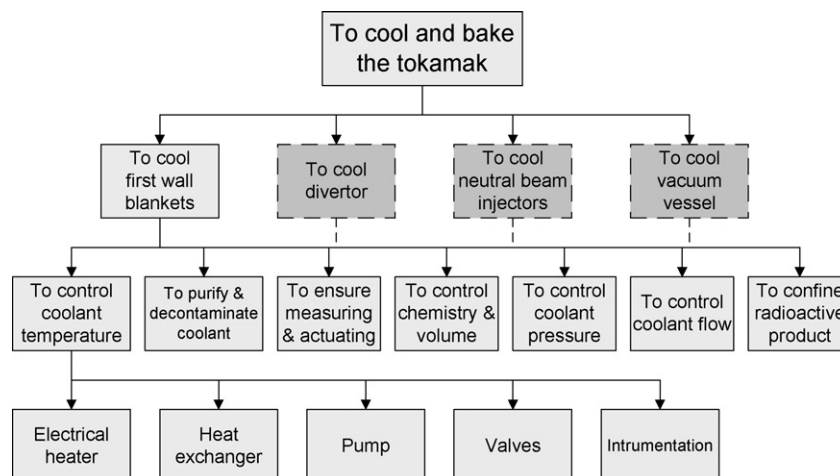 To cool and bake
the tokamak
To cool
first wall
blankets
To cool
divertor
To cool
neutral beam
injectors
To cool
vacuum
vessel
To control
coolant
temperature
To purify &
decontaminate
coolant
To ensure
measuring
& actuating
To control
chemistry &
volume
To control
coolant
pressure
To control
coolant flow
To confine
radioactive
product
Electrical
heater
Heat
exchanger
Pump
Valves
Intrumentation